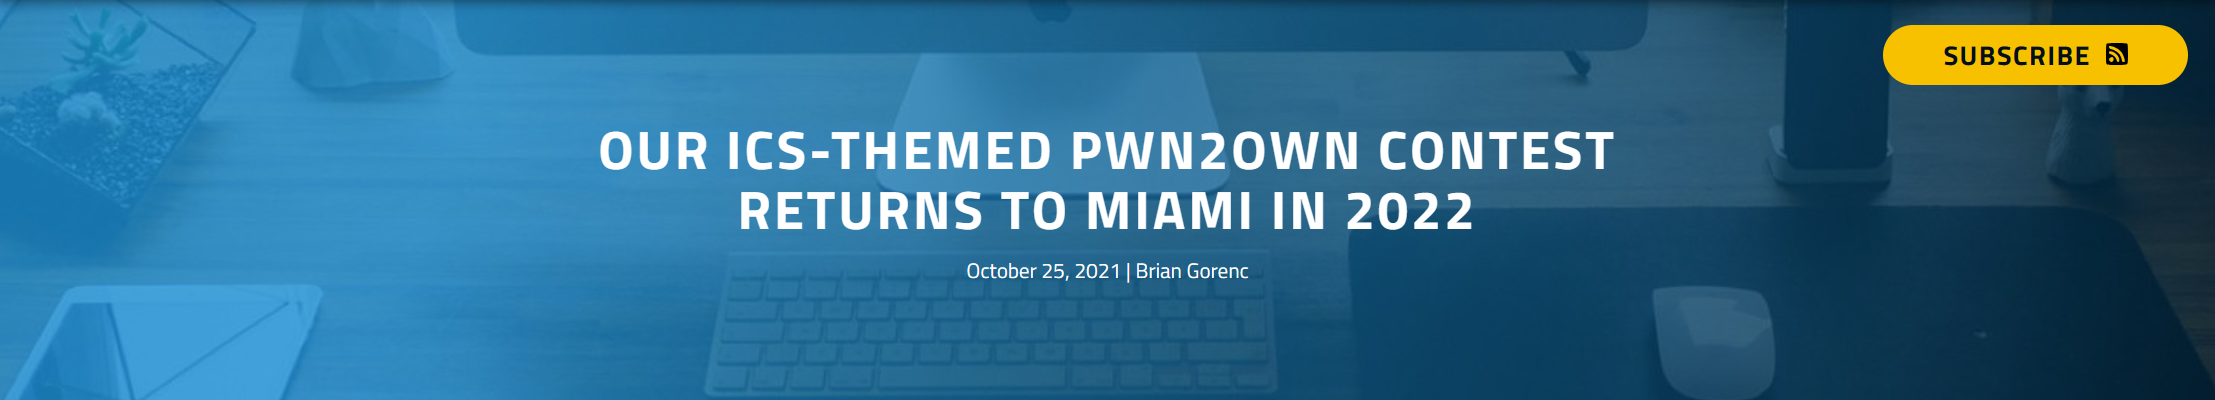 SUBSCRIBE
OUR ICS-THEMED PWN2OWN CONTEST
RETURNS TO MIAMI IN 2022
October 25, 2021 | Brian Gorenc